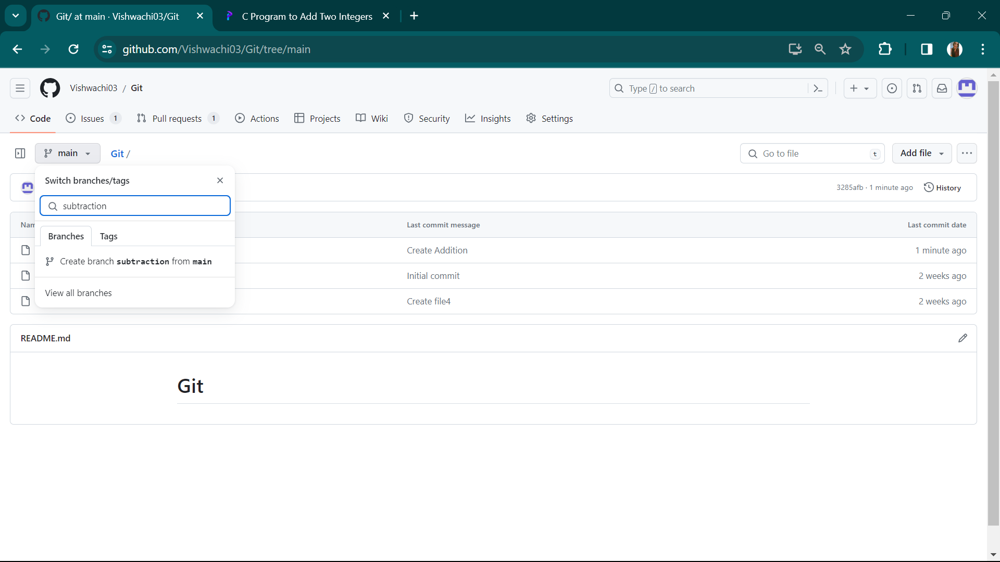 Git/ at main · Vishwachi03/Git
C Program to Add Two Integers
github.com/Vishwachi03/Git/tree/main
Vishwachi03 / Git
Type / to search
Code Issues 1 Pull requests 1 Actions Projects Wiki Security Insights Settings
main
Git /
Go to file t
Add file
Switch branches/tags
3285afb · 1 minute ago
History
subtraction
Nam
Last commit message
Last commit date
Branches
Tags
Create Addition
1 minute ago
Create branch subtraction from main
Initial commit
2 weeks ago
View all branches
Create file4
2 weeks ago
README.md
Git